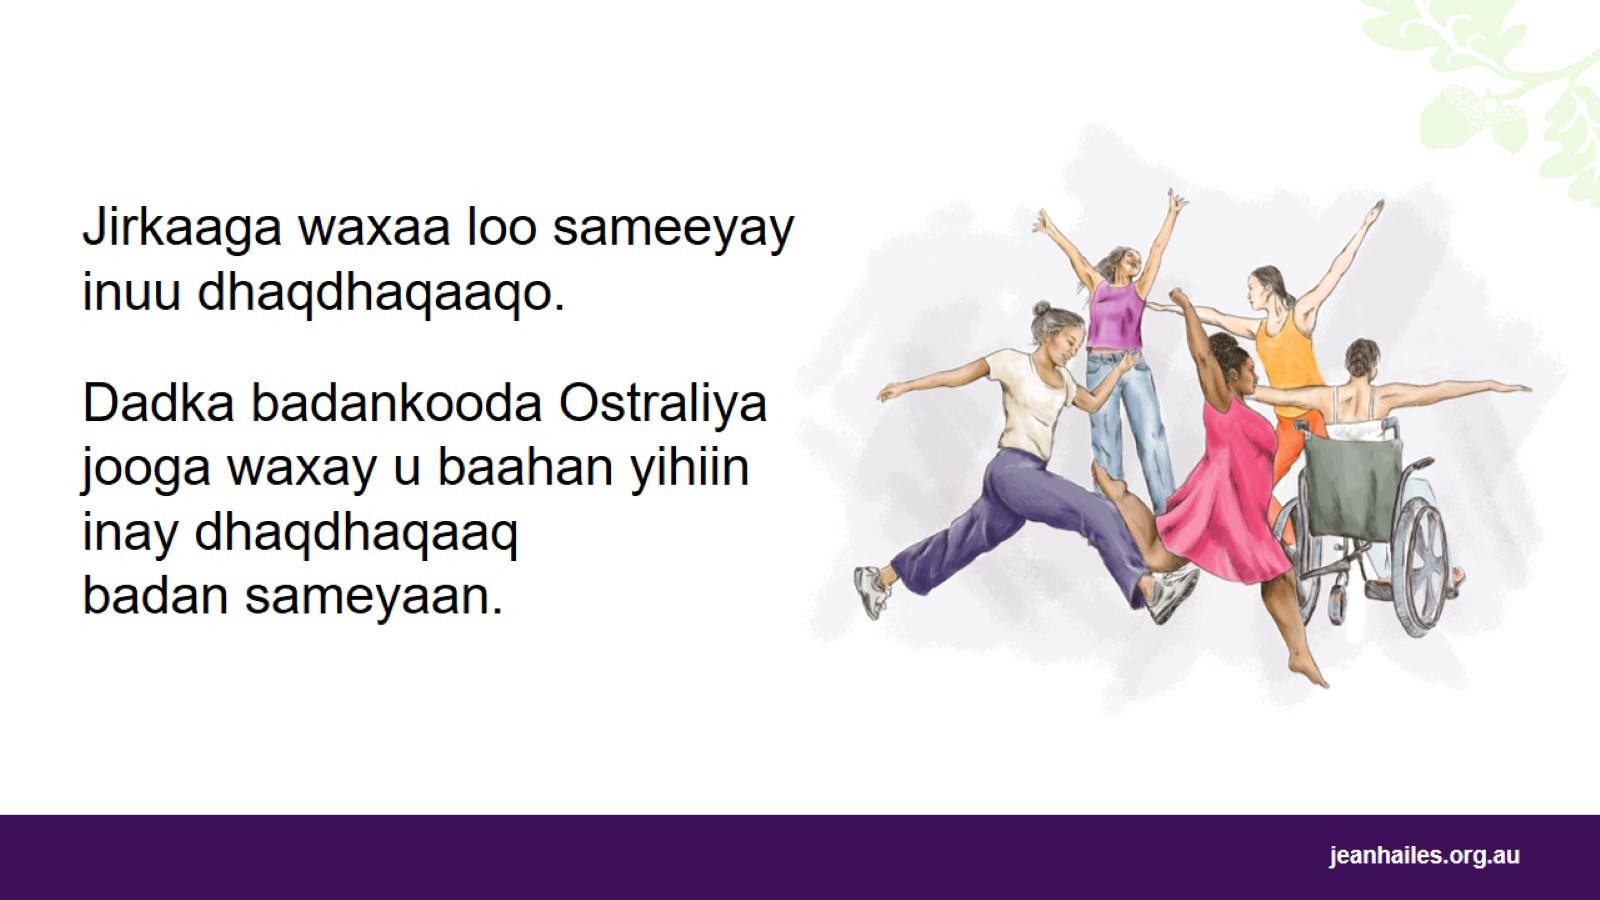 Jirkaaga waxaa loo sameeyay
inuu dhaqdhaqaaqo.
Dadka badankooda Ostraliya
jooga waxay u baahan yihiin
inay dhaqdhaqaaq
badan sameyaan.
jeanhailes.org.au